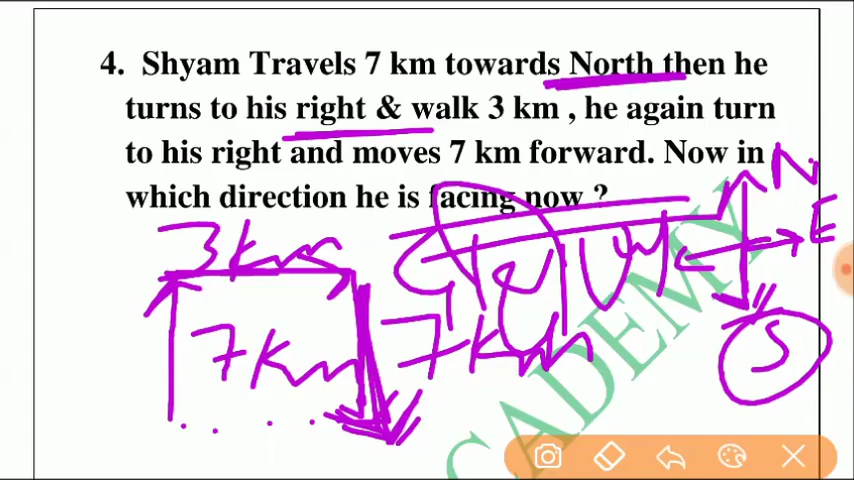 4. Shyam Travels 7 km towards North then he
turns to his right & walk 3 km , he again turn
to his right and moves 7 km forward. Now in
which direction he is facing now ?
N
E
3km
7km
7km
S
CADEMY